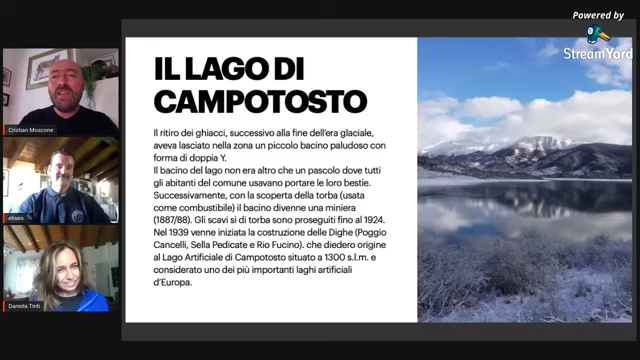 Powered by
StreamYard
IL LAGO DI
CAMPOTOSTO
Il ritiro dei ghiacci, successivo alla fine dell'era glaciale,
aveva lasciato nella zona un piccolo bacino paludoso con
forma di doppia Y.
Il bacino del lago non era altro che un pascolo dove tutti
gli abitanti del comune usavano portare le loro bestie.
Successivamente, con la scoperta della torba (usata
come combustibile) il bacino divenne una miniera
(1887/88). Gli scavi si di torba sono proseguiti fino al 1924.
Nel 1939 venne iniziata la costruzione delle Dighe (Poggio
Cancelli, Sella Pedicate e Rio Fucino). che diedero origine
al Lago Artificiale di Campotosto situato a 1300 s.l.m. e
considerato uno dei più importanti laghi artificiali
d'Europa.
Cristian Moscone
eliseo
Daniela Tinti